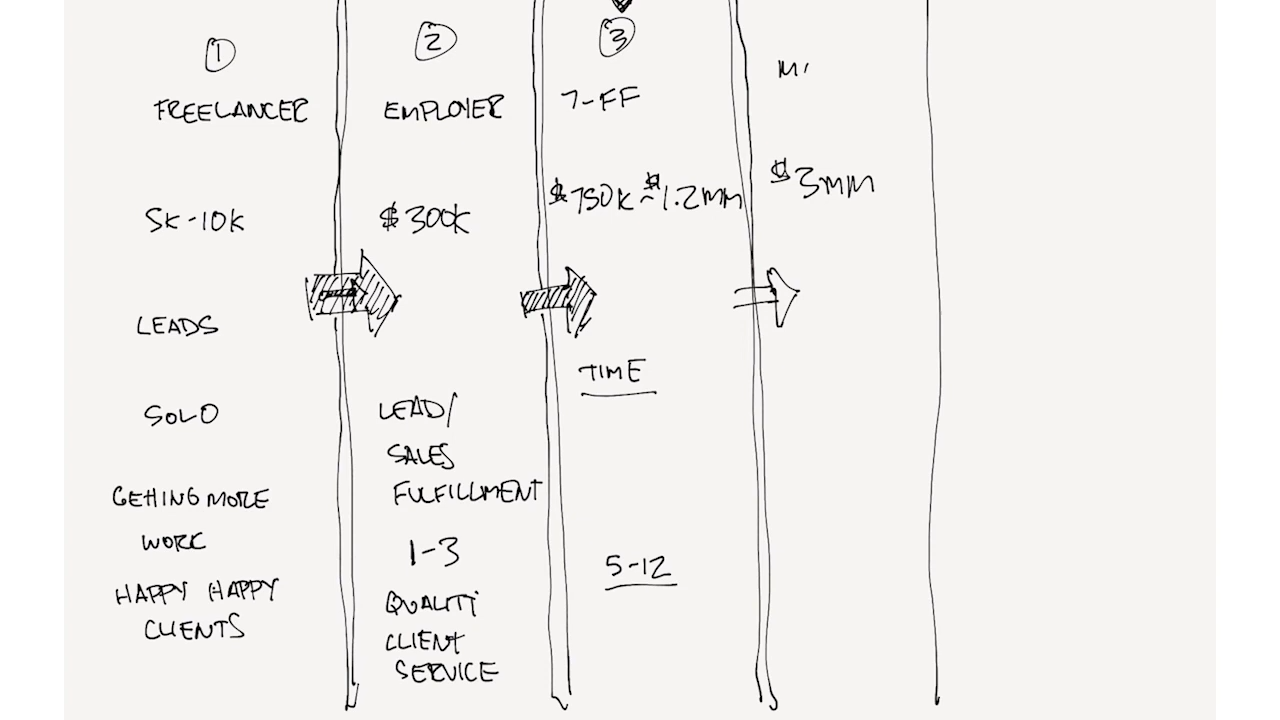 1
FREELANCER
5K-10K
LEADS
SOLO
GETTING MORE
WORK
HAPPY HAPPY
CLIENTS
2
EMPLOYER
$300K
LEAD/
SALES
FULFILLMENT
1-3
QUALITY
CLIENT
SERVICE
3
7-FF
$750K ~ $1.2MM
TIME
5-12
$3MM